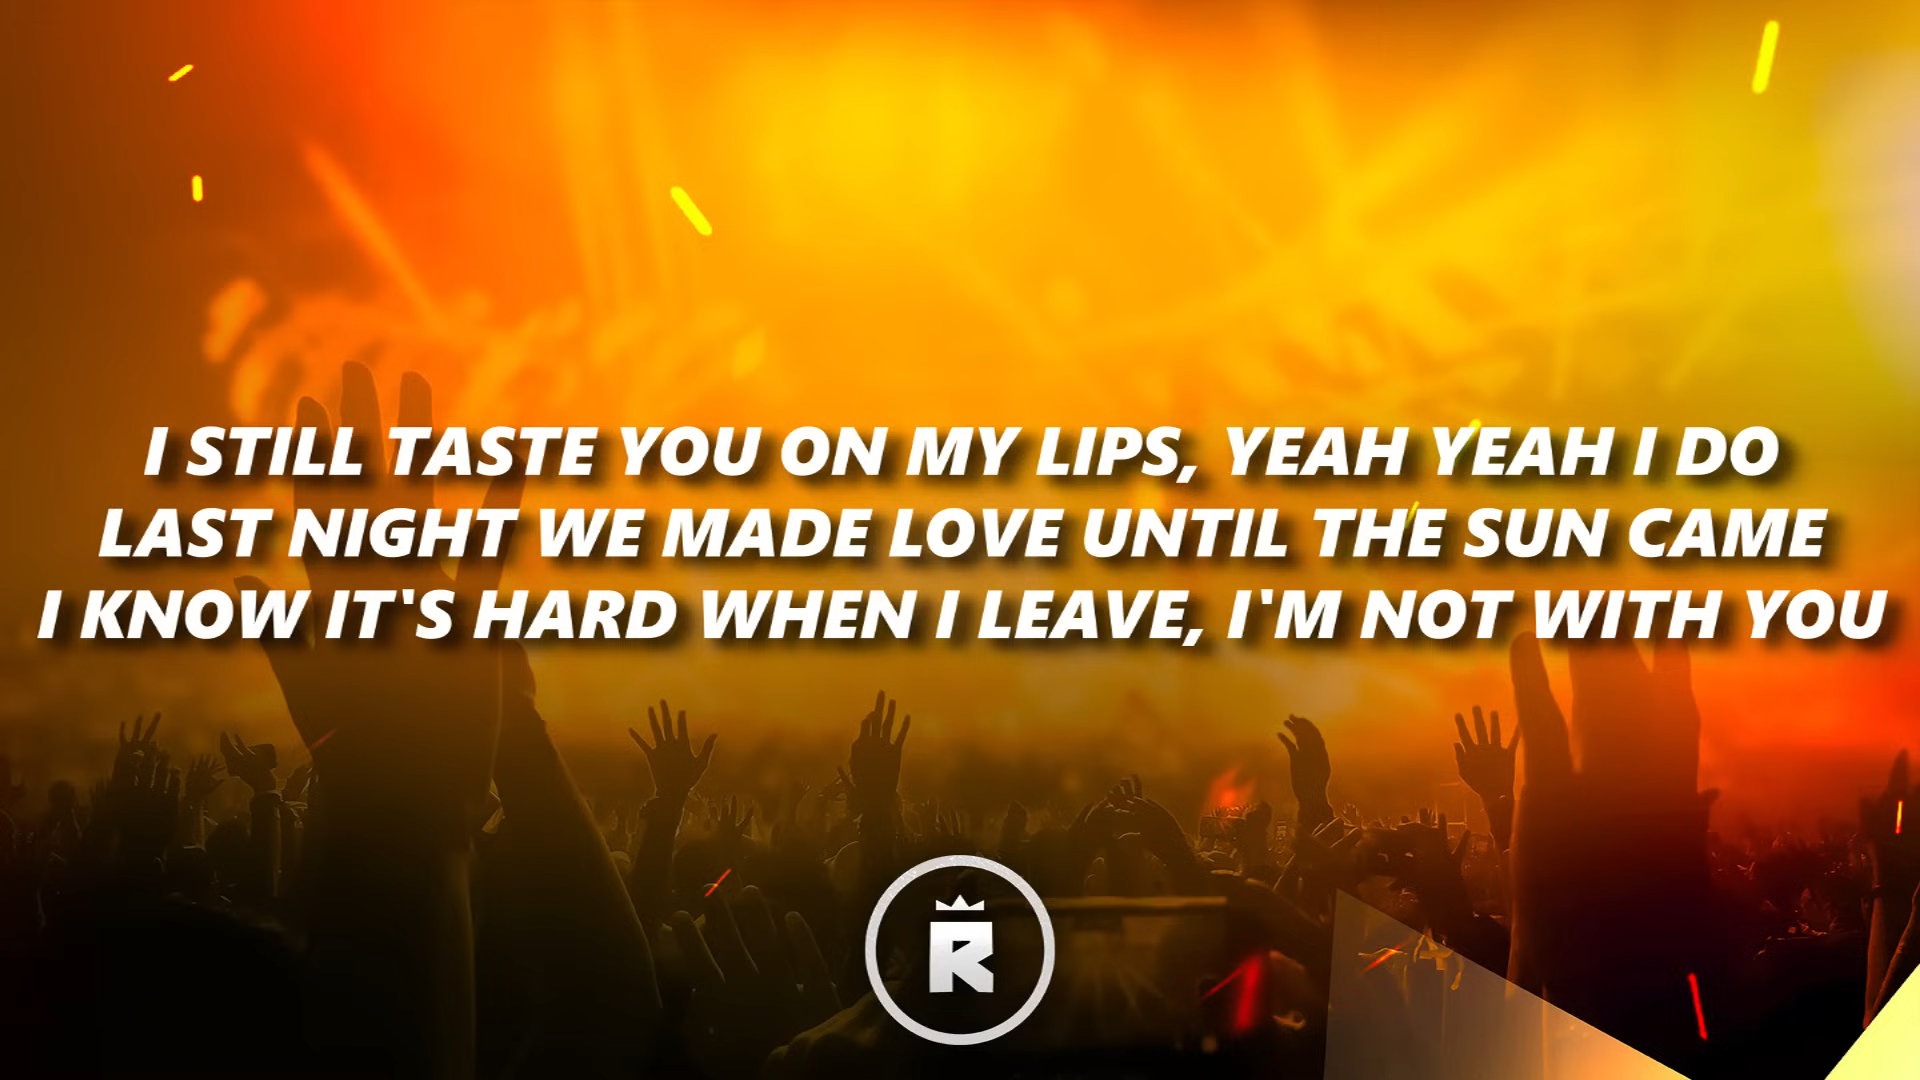 I STILL TASTE YOU ON MY LIPS, YEAH YEAH I DO
LAST NIGHT WE MADE LOVE UNTIL THE SUN CAME
I KNOW IT'S HARD WHEN I LEAVE, I'M NOT WITH YOU
R